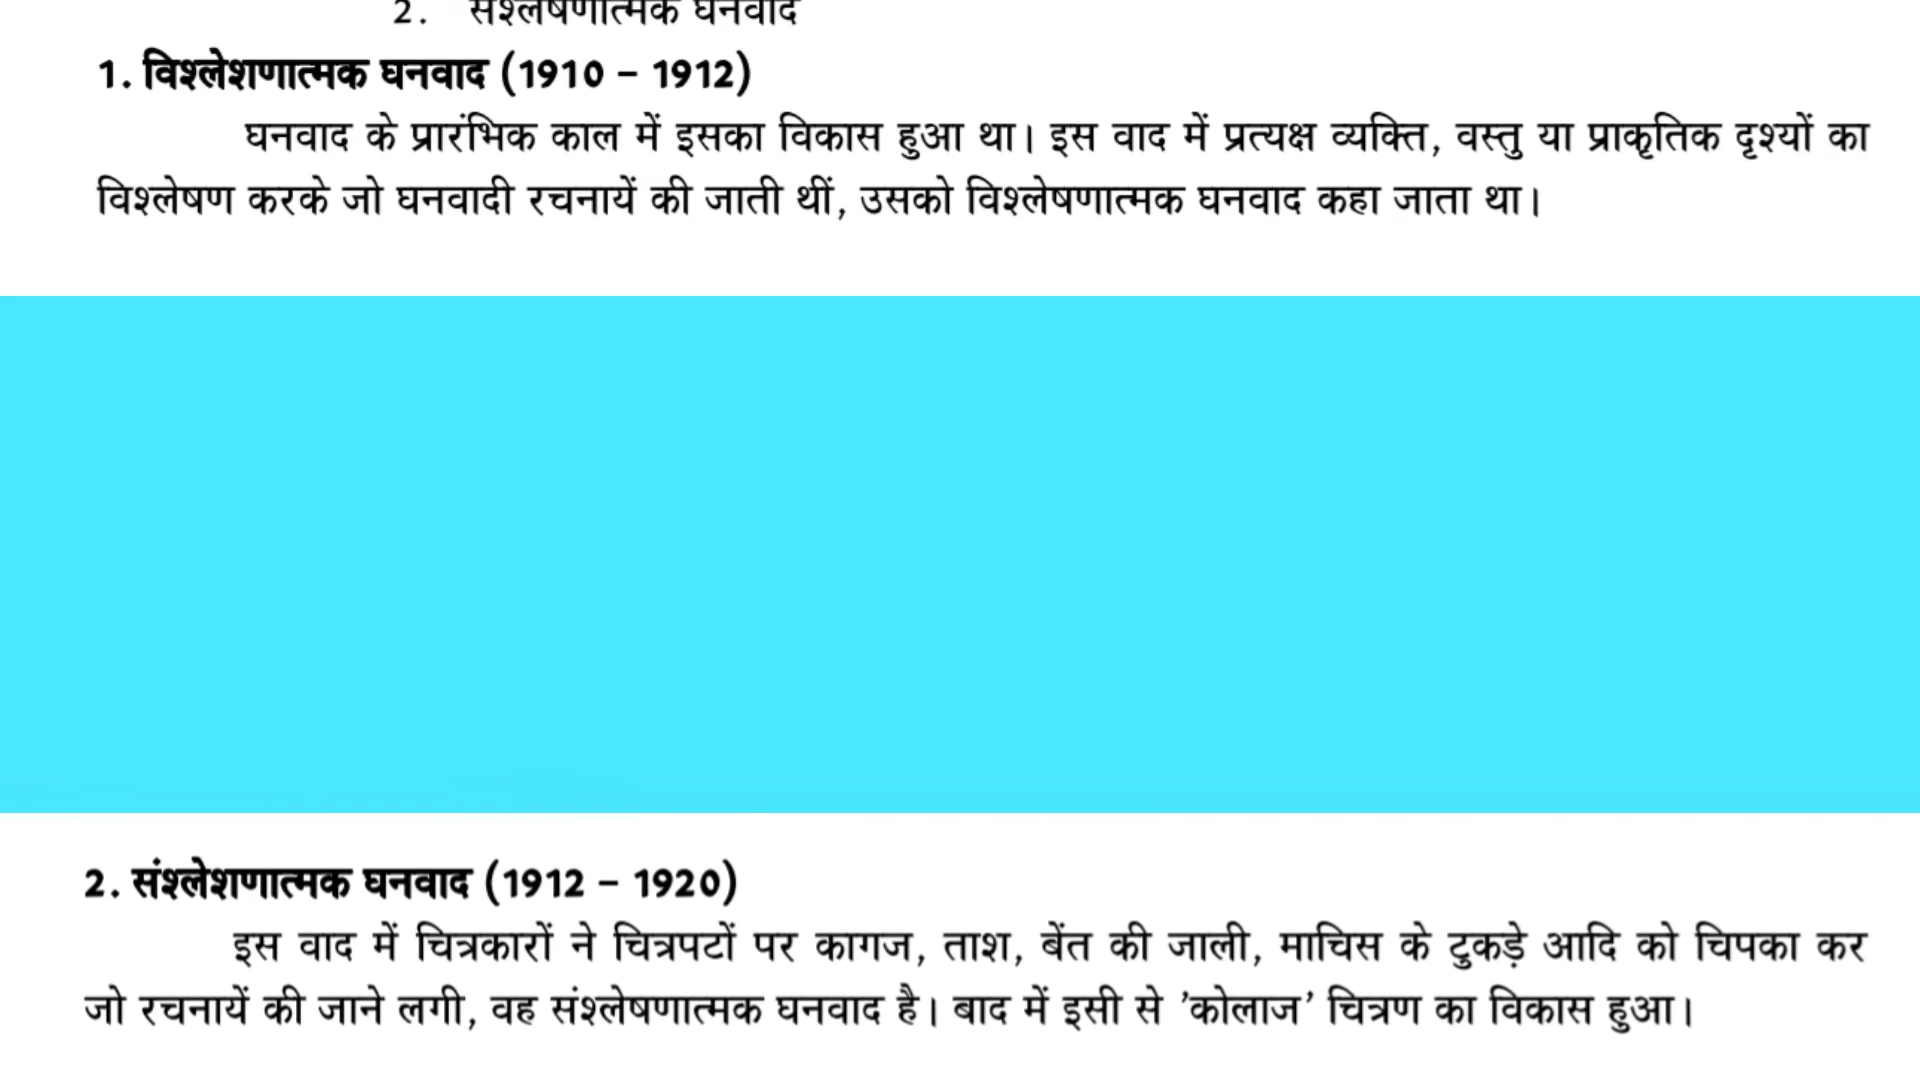 2. संश्लेषणात्मक घनवाद
1. विश्लेशणात्मक घनवाद (1910 – 1912)
घनवाद के प्रारंभिक काल में इसका विकास हुआ था। इस वाद में प्रत्यक्ष व्यक्ति, वस्तु या प्राकृतिक दृश्यों का
विश्लेषण करके जो घनवादी रचनायें की जाती थीं, उसको विश्लेषणात्मक घनवाद कहा जाता था।
2. संश्लेशणात्मक घनवाद (1912 – 1920)
इस वाद में चित्रकारों ने चित्रपटों पर कागज, ताश, बेंत की जाली, माचिस के टुकड़े आदि को चिपका कर
जो रचनायें की जाने लगी, वह संश्लेषणात्मक घनवाद है। बाद में इसी से ’कोलाज’ चित्रण का विकास हुआ।